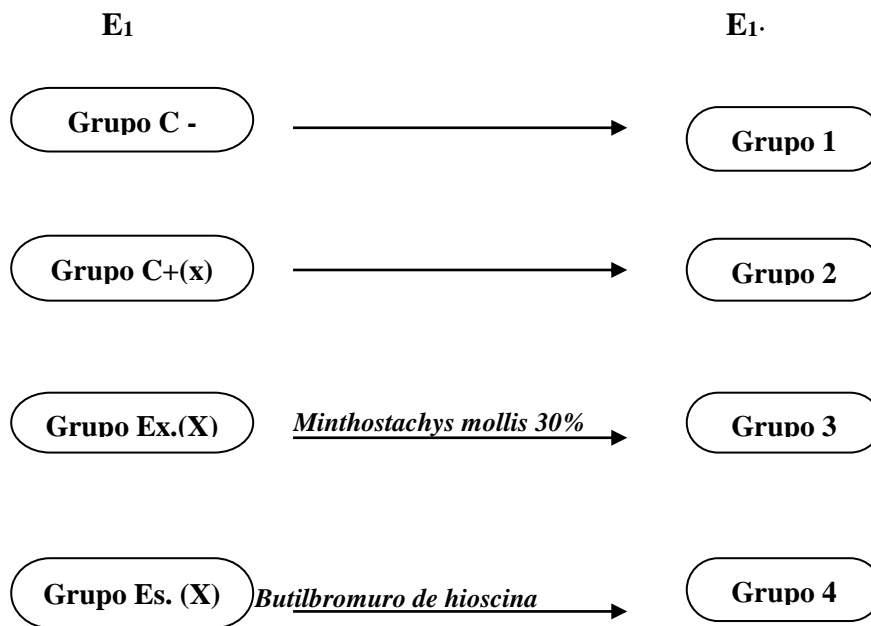 E₁ E₁.
Grupo C - Grupo 1
Grupo C+(x) Grupo 2
Grupo Ex.(X) Minthostachys mollis 30% Grupo 3
Grupo Es. (X) Butilbromuro de hioscina Grupo 4